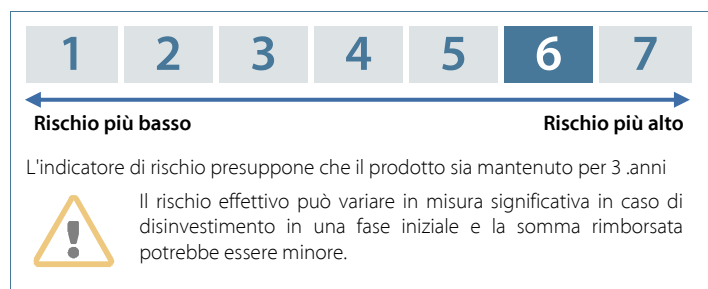 1 2 3 4 5 6 7
Rischio più basso Rischio più alto
L'indicatore di rischio presuppone che il prodotto sia mantenuto per 3 .anni
Il rischio effettivo può variare in misura significativa in caso di
disinvestimento in una fase iniziale e la somma rimborsata
potrebbe essere minore.